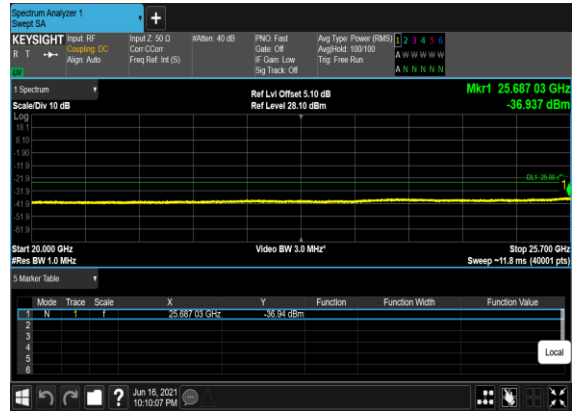 Spectrum Analyzer 1
Swept SA
+
KEYSIGHT
R T
Input: RF
Coupling: DC
Align: Auto
Input Z: 50 Ω
Corr CCorr
Freq Ref: Int (S)
#Atten: 40 dB
PNO: Fast
Gate: Off
IF Gain: Low
Sig Track: Off
Avg Type: Power (RMS)
Avg|Hold: 100/100
Trig: Free Run
1 2 3 4 5 6
A W W W W W
A N N N N N
1 Spectrum
Scale/Div 10 dB
Ref Lvl Offset 5.10 dB
Ref Level 28.10 dBm
Mkr1 25.687 03 GHz
-36.937 dBm
Log
18.1
8.10
-1.90
-11.9
-21.9
-31.9
-41.9
-51.9
-61.9
1
Start 20.000 GHz
#Res BW 1.0 MHz
Video BW 3.0 MHz*
Stop 25.700 GHz
Sweep ~11.8 ms (40001 pts)
5 Marker Table
Mode Trace Scale X Y Function Function Width Function Value
1 N 1 f 25.687 03 GHz -36.94 dBm
2
3
4
5
6
Local
?
Jun 16, 2021
10:10:07 PM